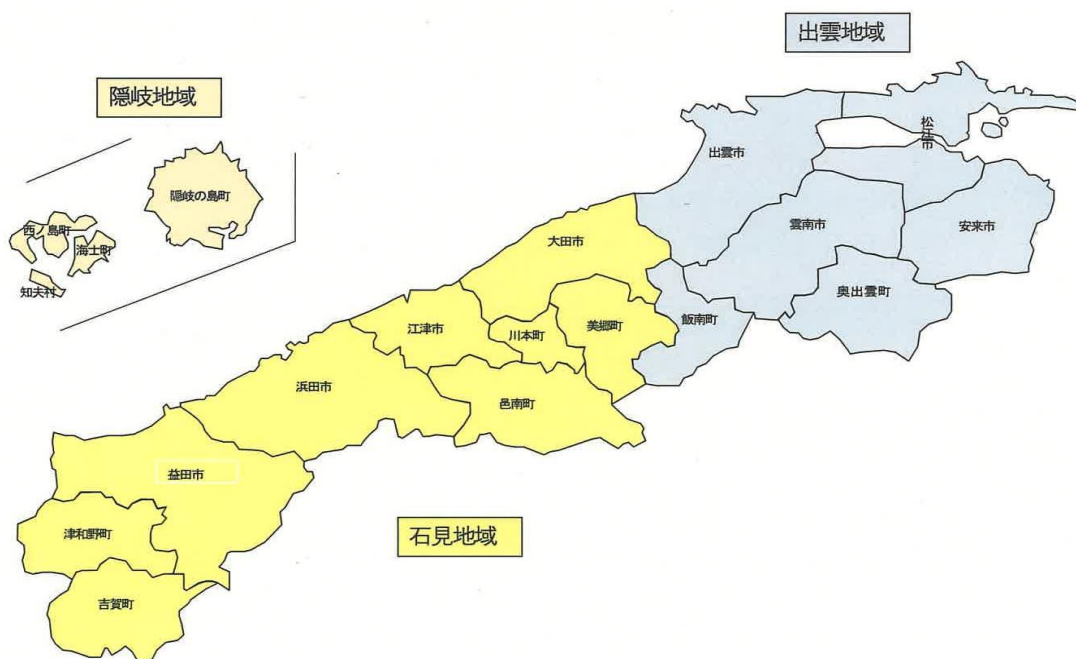 出雲地域
隠岐地域
松江市
出雲市
隠岐の島町
雲南市
安来市
西ノ島町
大田市
海士町
知夫村
奥出雲町
飯南町
江津市
川本町
美郷町
浜田市
邑南町
益田市
津和野町
石見地域
吉賀町